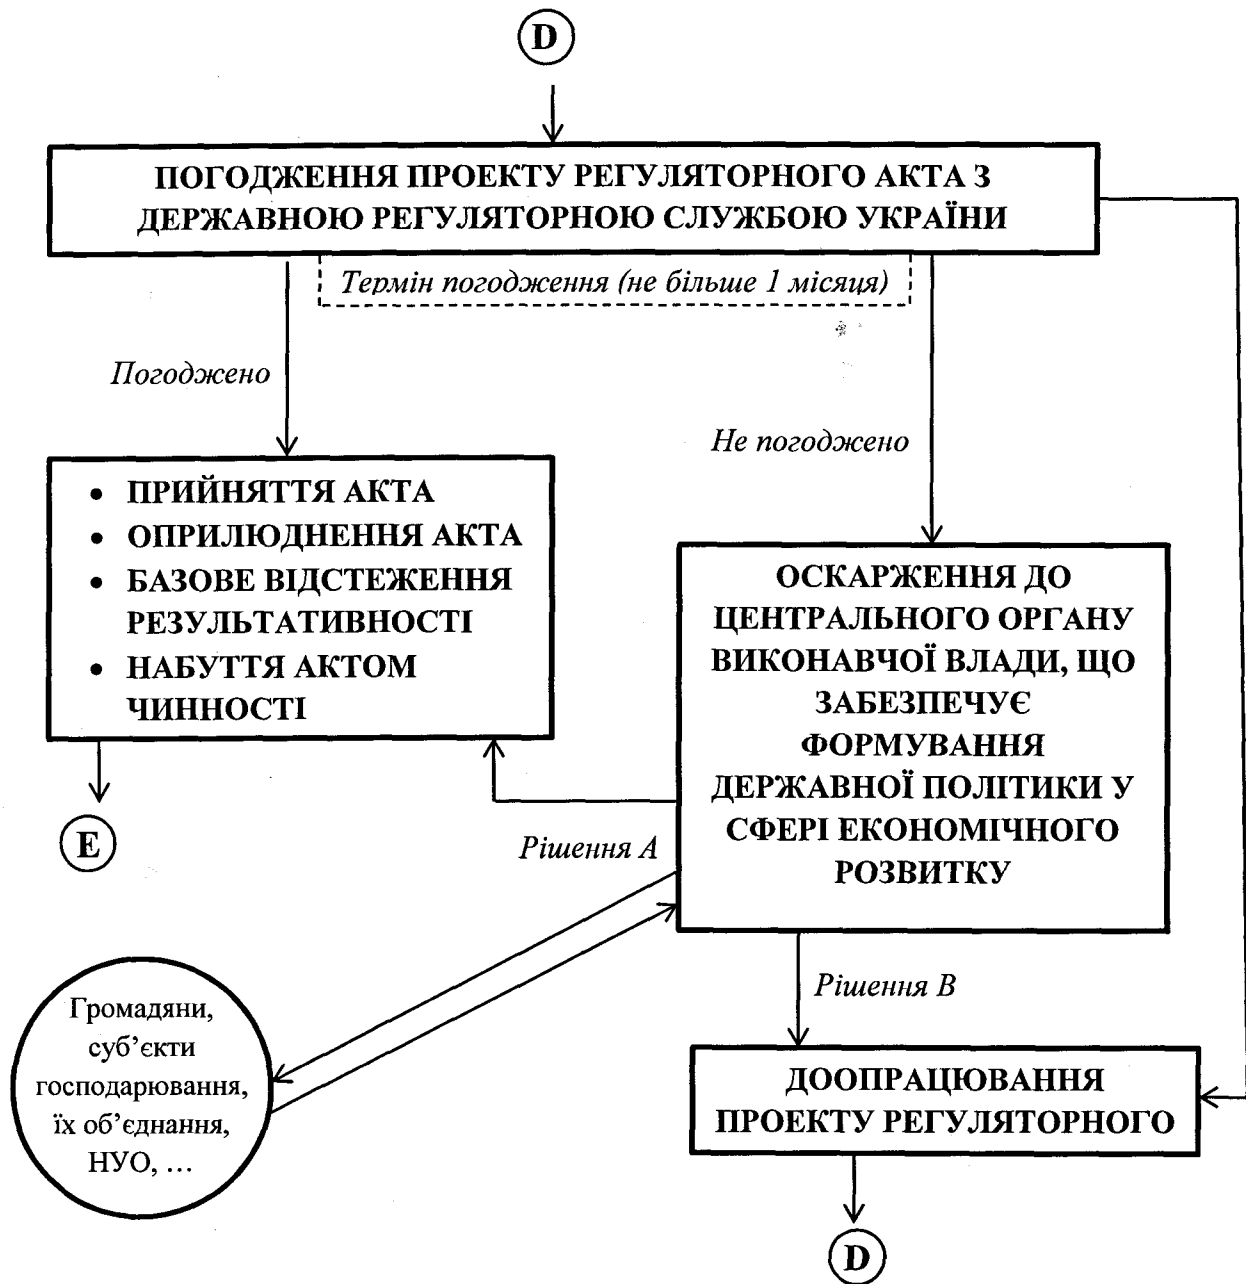 D
ПОГОДЖЕННЯ ПРОЕКТУ РЕГУЛЯТОРНОГО АКТА З
ДЕРЖАВНОЮ РЕГУЛЯТОРНОЮ СЛУЖБОЮ УКРАЇНИ
Термін погодження (не більше 1 місяця)
Погоджено
Не погоджено
• ПРИЙНЯТТЯ АКТА
• ОПРИЛЮДНЕННЯ АКТА
• БАЗОВЕ ВІДСТЕЖЕННЯ
РЕЗУЛЬТАТИВНОСТІ
• НАБУТТЯ АКТОМ
ЧИННОСТІ
E
ОСКАРЖЕННЯ ДО
ЦЕНТРАЛЬНОГО ОРГАНУ
ВИКОНАВЧОЇ ВЛАДИ, ЩО
ЗАБЕЗПЕЧУЄ
ФОРМУВАННЯ
ДЕРЖАВНОЇ ПОЛІТИКИ У
СФЕРІ ЕКОНОМІЧНОГО
РОЗВИТКУ
Рішення А
Рішення В
Громадяни,
суб’єкти
господарювання,
їх об’єднання,
НУО, …
ДООПРАЦЮВАННЯ
ПРОЕКТУ РЕГУЛЯТОРНОГО
D